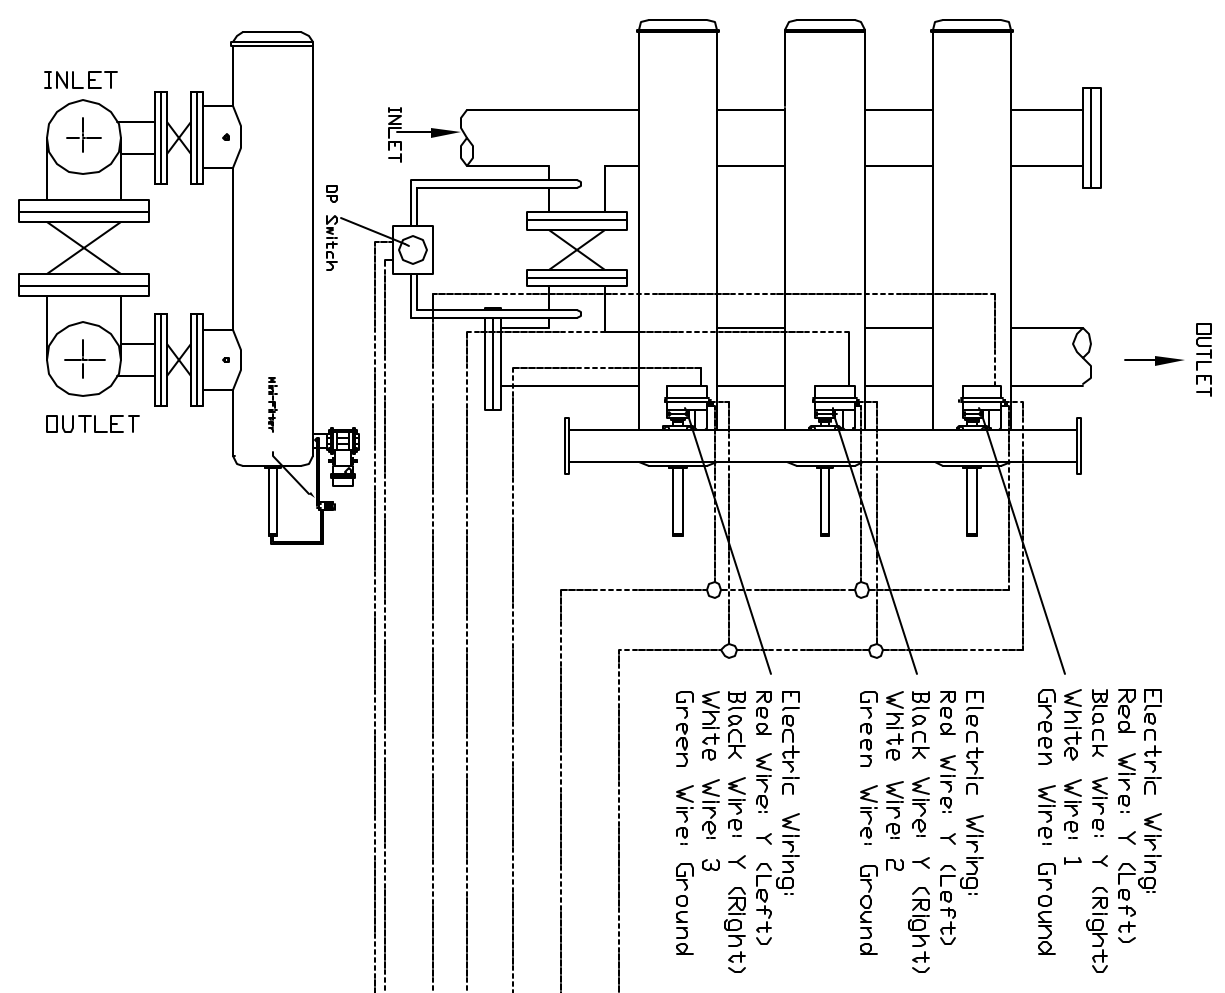 INLET
OUTLET
INLET
DP Switch
OUTLET
Electric Wiring:
Red Wire: Y (Left)
Black Wire: Y (Right)
White Wire: 3
Green Wire: Ground
Electric Wiring:
Red Wire: Y (Left)
Black Wire: Y (Right)
White Wire: 2
Green Wire: Ground
Electric Wiring:
Red Wire: Y (Left)
Black Wire: Y (Right)
White Wire: 1
Green Wire: Ground